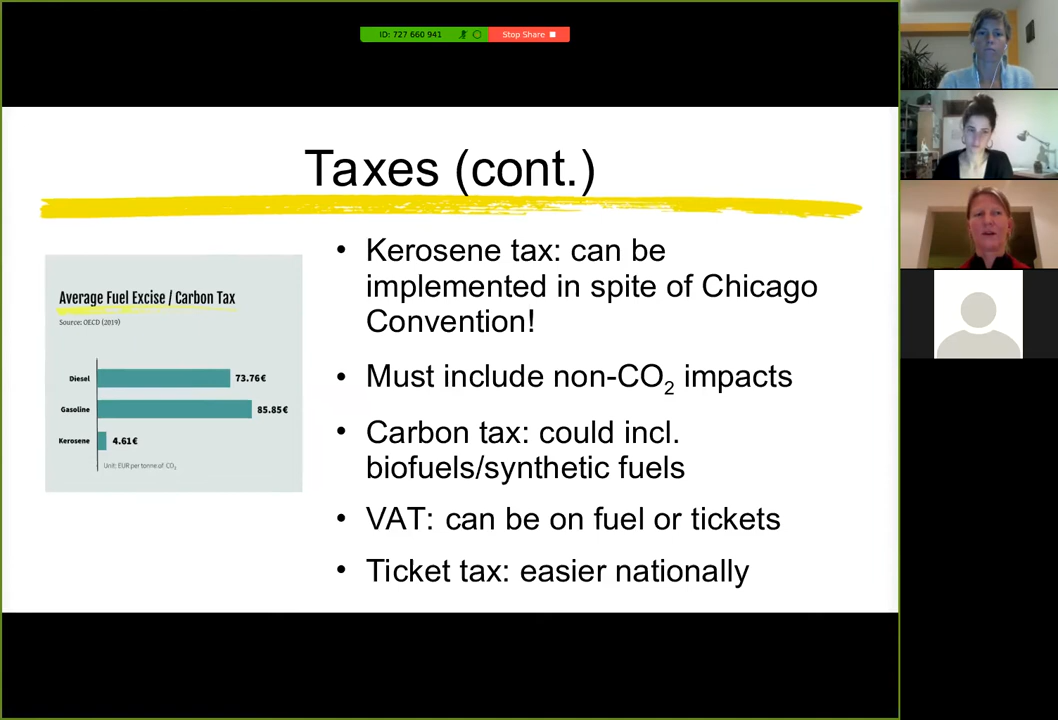 ID: 727 660 941
Stop Share
Taxes (cont.)
Average Fuel Excise / Carbon Tax
Source: OECD (2019)
Diesel 73.76€
Gasoline 85.85€
Kerosene 4.61€
Unit: EUR per tonne of CO₂
• Kerosene tax: can be
implemented in spite of Chicago
Convention!
• Must include non-CO₂ impacts
• Carbon tax: could incl.
biofuels/synthetic fuels
• VAT: can be on fuel or tickets
• Ticket tax: easier nationally